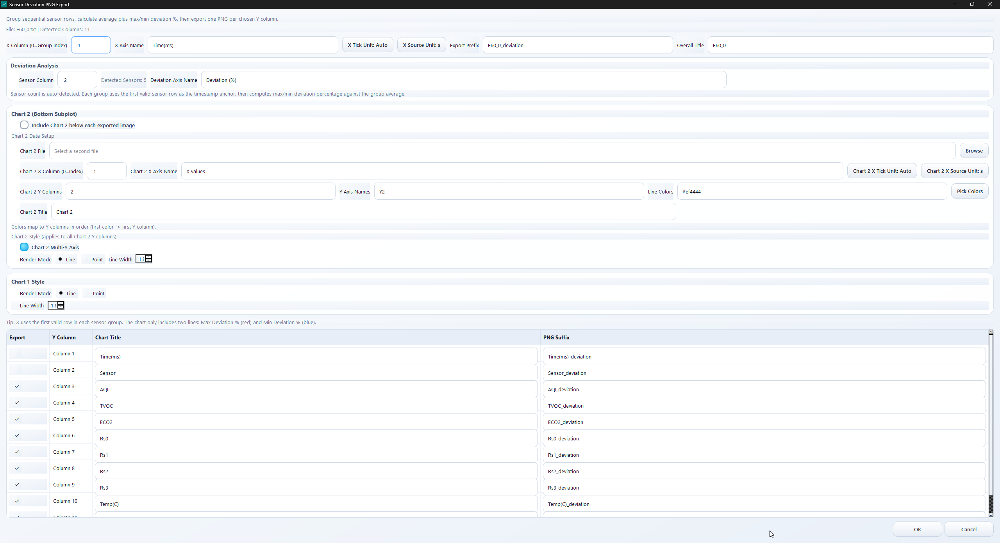 Sensor Deviation PNG Export
Group sequential sensor rows, calculate average plus max/min deviation %, then export one PNG per chosen Y column.
File: E60_0.txt | Detected Columns: 11
X Column (0=Group Index) 1 X Axis Name Time(ms) X Tick Unit: Auto X Source Unit: s Export Prefix E60_0_deviation Overall Title E60_0
Deviation Analysis
Sensor Column 2 Detected Sensors: 5 Deviation Axis Name Deviation (%)
Sensor count is auto-detected. Each group uses the first valid sensor row as the timestamp anchor, then computes max/min deviation percentage against the group average.
Chart 2 (Bottom Subplot)
Include Chart 2 below each exported image
Chart 2 Data Setup
Chart 2 File Select a second file Browse
Chart 2 X Column (0=Index) 1 Chart 2 X Axis Name X values Chart 2 X Tick Unit: Auto Chart 2 X Source Unit: s
Chart 2 Y Columns 2 Y Axis Names Y2 Line Colors #ef4444 Pick Colors
Chart 2 Title Chart 2
Colors map to Y columns in order (first color -> first Y column).
Chart 2 Style (applies to all Chart 2 Y columns)
Chart 2 Multi-Y Axis
Render Mode Line Point Line Width
Chart 1 Style
Render Mode Line Point
Line Width
Tip: X uses the first valid row in each sensor group. The chart only includes two lines: Max Deviation % (red) and Min Deviation % (blue).
Export Y Column Chart Title PNG Suffix
Column 1 Time(ms) Time(ms)_deviation
Column 2 Sensor Sensor_deviation
Column 3 AQI AQI_deviation
Column 4 TVOC TVOC_deviation
Column 5 ECO2 ECO2_deviation
Column 6 Rs0 Rs0_deviation
Column 7 Rs1 Rs1_deviation
Column 8 Rs2 Rs2_deviation
Column 9 Rs3 Rs3_deviation
Column 10 Temp(C) Temp(C)_deviation
Column 11
OK Cancel